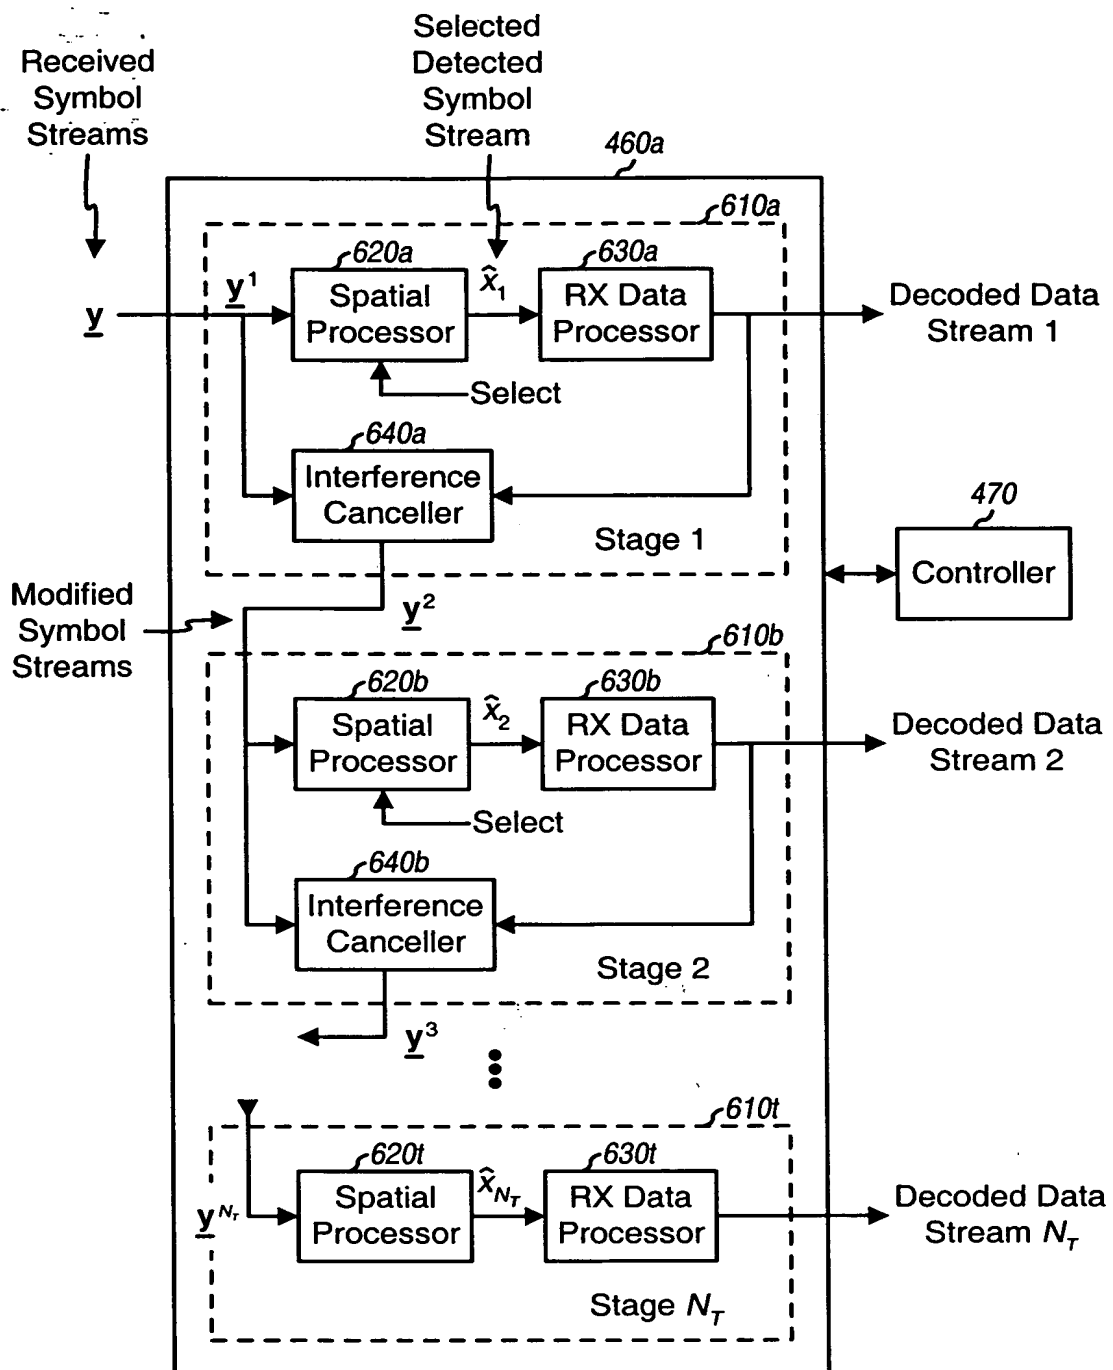 Received
Symbol
Streams
Selected
Detected
Symbol
Stream
460a
610a
620a
630a
y
y¹
Spatial
Processor
x̂₁
RX Data
Processor
Decoded Data
Stream 1
Select
640a
Interference
Canceller
Stage 1
470
Controller
Modified
Symbol
Streams
y²
610b
620b
630b
Spatial
Processor
x̂₂
RX Data
Processor
Decoded Data
Stream 2
Select
640b
Interference
Canceller
Stage 2
y³
610t
620t
630t
y^{N_T}
Spatial
Processor
x̂_{N_T}
RX Data
Processor
Decoded Data
Stream N_T
Stage N_T